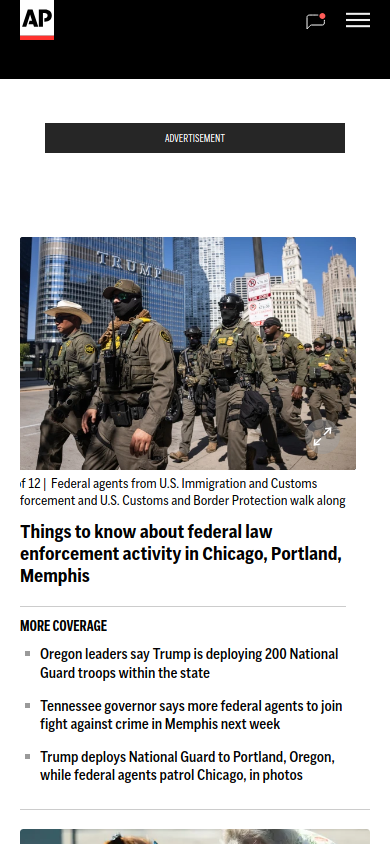 AP
ADVERTISEMENT
TRUMP
of 12 | Federal agents from U.S. Immigration and Customs
forcement and U.S. Customs and Border Protection walk along
Things to know about federal law
enforcement activity in Chicago, Portland,
Memphis
MORE COVERAGE
Oregon leaders say Trump is deploying 200 National
Guard troops within the state
Tennessee governor says more federal agents to join
fight against crime in Memphis next week
Trump deploys National Guard to Portland, Oregon,
while federal agents patrol Chicago, in photos